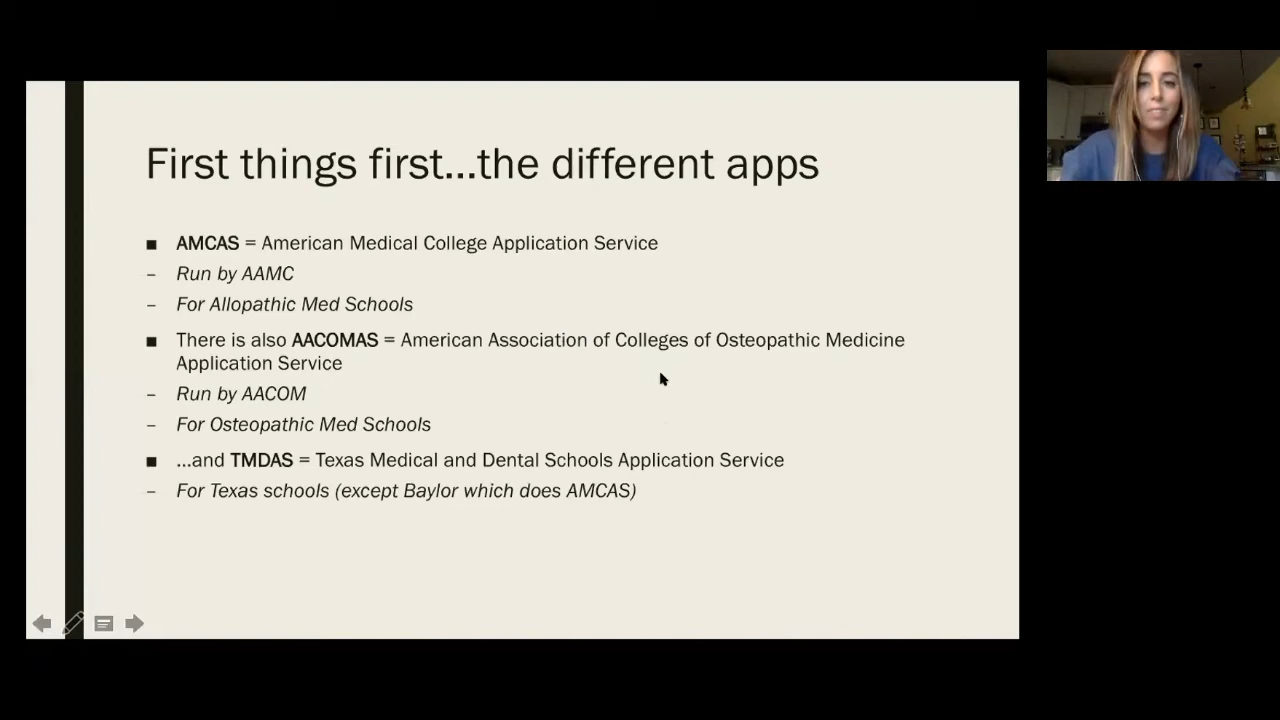 First things first...the different apps
■ AMCAS = American Medical College Application Service
– Run by AAMC
– For Allopathic Med Schools
■ There is also AACOMAS = American Association of Colleges of Osteopathic Medicine
Application Service
– Run by AACOM
– For Osteopathic Med Schools
■ ...and TMDAS = Texas Medical and Dental Schools Application Service
– For Texas schools (except Baylor which does AMCAS)